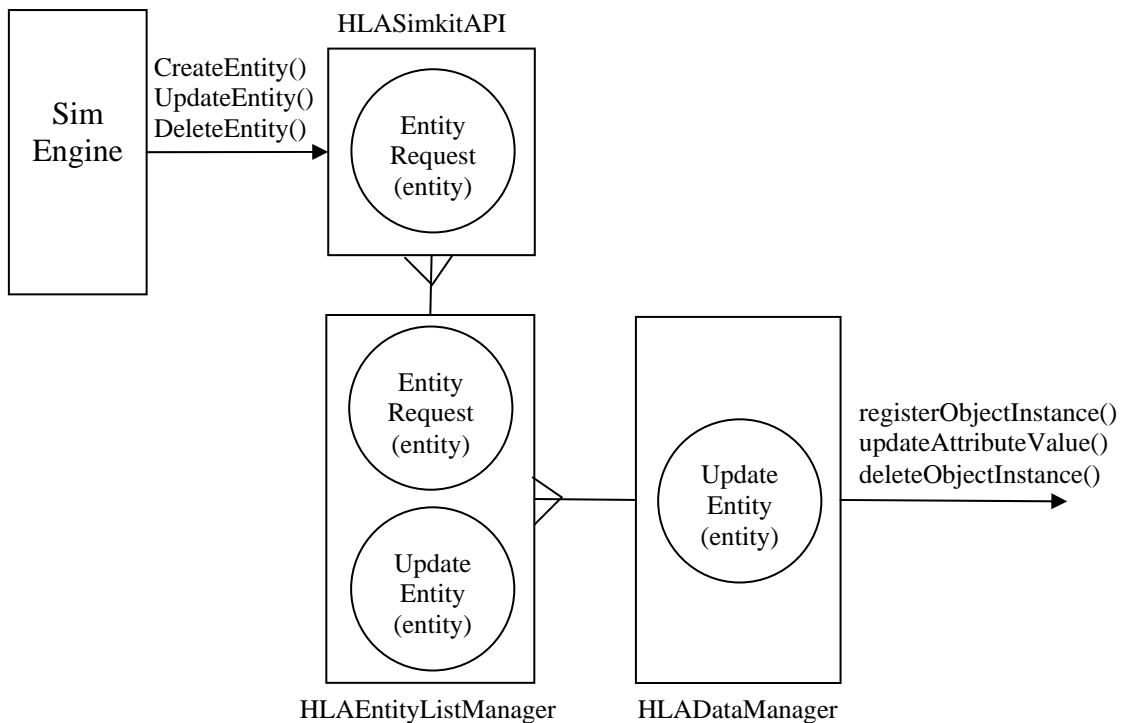 HLASimkitAPI
CreateEntity()
UpdateEntity()
DeleteEntity()
Sim
Engine
Entity
Request
(entity)
Entity
Request
(entity)
Update
Entity
(entity)
Update
Entity
(entity)
registerObjectInstance()
updateAttributeValue()
deleteObjectInstance()
HLAEntityListManager
HLADataManager